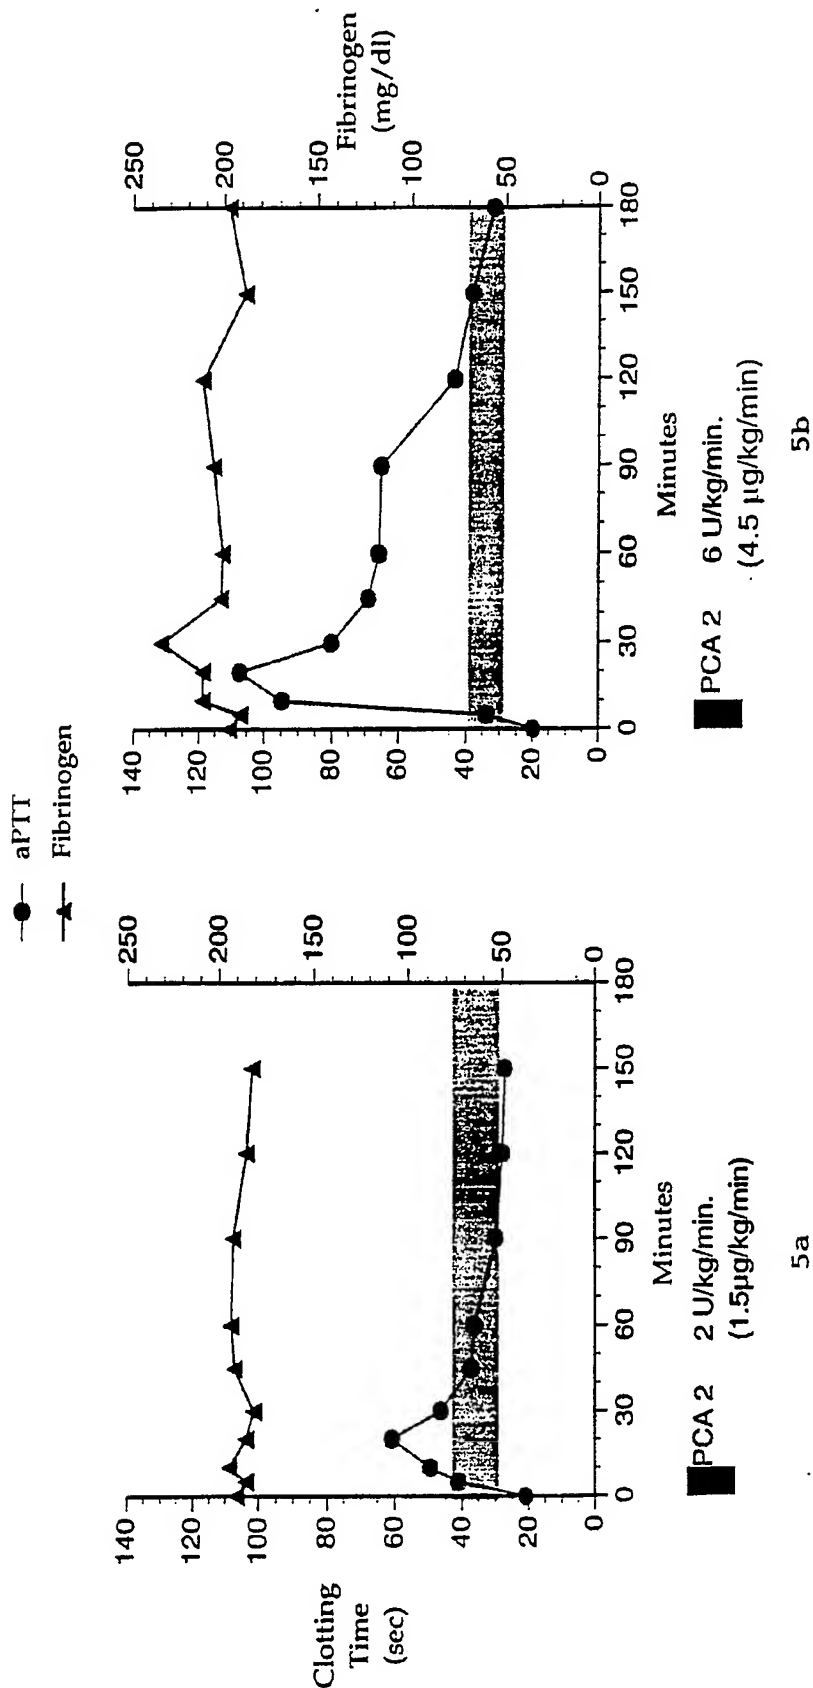 aPTT
Fibrinogen
Clotting
Time
(sec)
140
120
100
80
60
40
20
0
250
200
150
100
50
0
0
30
60
90
120
150
180
Minutes
PCA 2 2 U/kg/min.
(1.5µg/kg/min)
5a
140
120
100
80
60
40
20
0
250
200
150
100
50
0
Fibrinogen
(mg/dl)
0
30
60
90
120
150
180
Minutes
PCA 2 6 U/kg/min.
(4.5 µg/kg/min)
5b